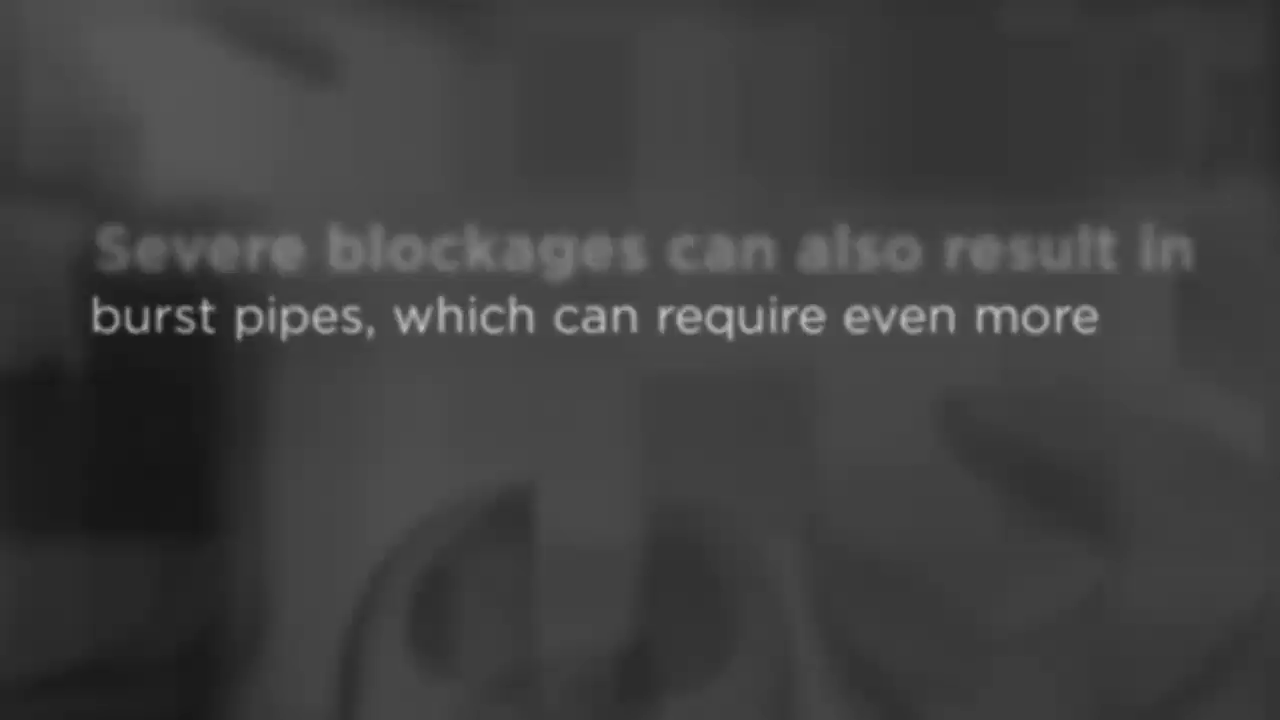 Severe blockages can also result in
burst pipes, which can require even more